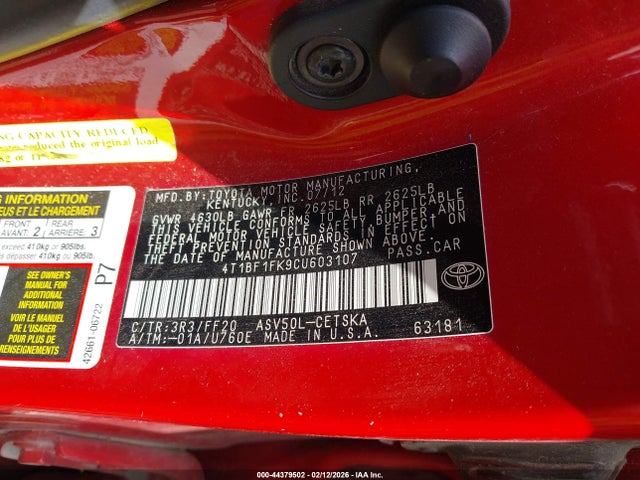 NG CAPACITY REDUCED
reduced the original load
kg or
G INFORMATION
EUS ET LE CHARGEMENT
FRONT
AVANT: 2
REAR
ARRIÈRE: 3
exceed 410kg or 905lbs.
dépasser 410kg ou 905lbs.
SEE OWNER'S
MANUAL FOR
ADDITIONAL
INFORMATION
VOIR LE MANUEL
DE L'USAGER
POUR PLUS DE
RENSEIGNEMENTS
P7
42661-06722
MFD.BY:TOYOTA MOTOR MANUFACTURING,
KENTUCKY, INC. 07/12
GVWR 4630LB GAWR FR 2625LB RR 2625LB
THIS VEHICLE CONFORMS TO ALL APPLICABLE
FEDERAL MOTOR VEHICLE SAFETY, BUMPER AND
THEFT PREVENTION STANDARDS IN EFFECT ON
THE DATE OF MANUFACTURE SHOWN ABOVE.
4T1BF1FK9CU603107 PASS.CAR
TOYOTA
C/TR:3R3/FF20 ASV50L-CETSKA
A/TM:-01A/U760E MADE IN U.S.A. 63181
© 000-44379502 - 02/12/2026 - IAA Inc.